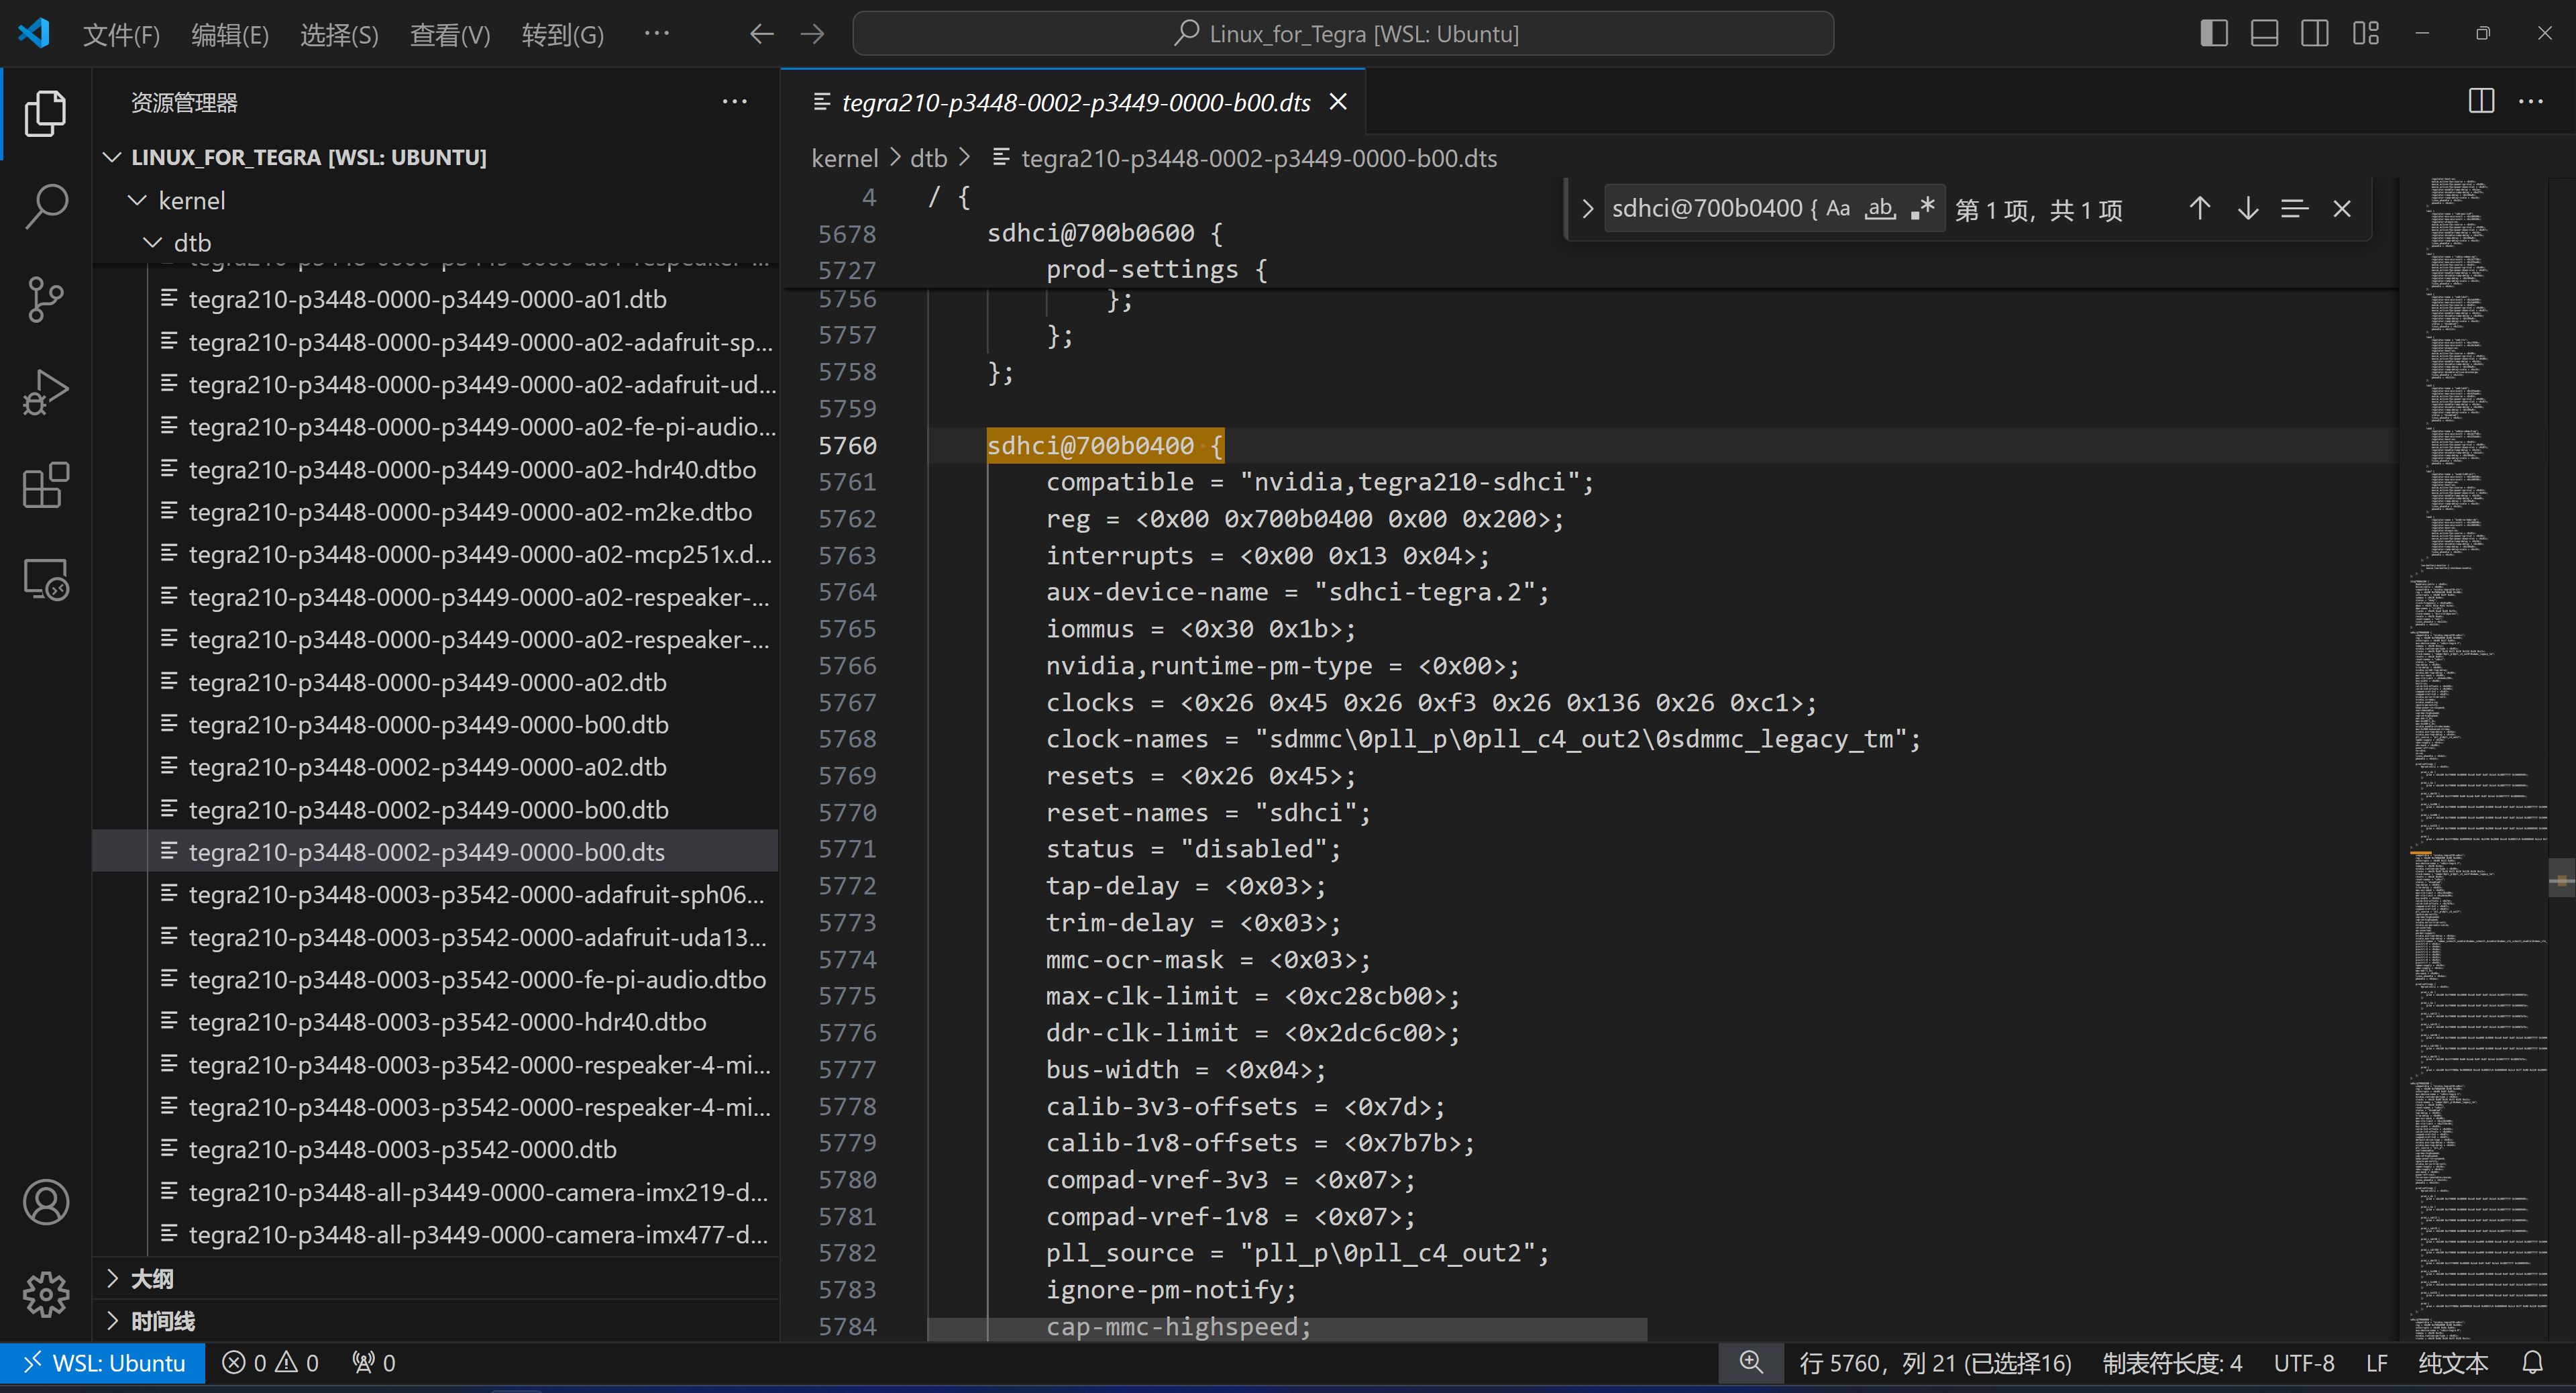 文件(F) 编辑(E) 选择(S) 查看(V) 转到(G) ··· Linux_for_Tegra [WSL: Ubuntu]
资源管理器 ···
LINUX_FOR_TEGRA [WSL: UBUNTU]
kernel
dtb
tegra210-p3448-0000-p3449-0000-a01.dtb
tegra210-p3448-0000-p3449-0000-a02-adafruit-sp...
tegra210-p3448-0000-p3449-0000-a02-adafruit-ud...
tegra210-p3448-0000-p3449-0000-a02-fe-pi-audio...
tegra210-p3448-0000-p3449-0000-a02-hdr40.dtbo
tegra210-p3448-0000-p3449-0000-a02-m2ke.dtbo
tegra210-p3448-0000-p3449-0000-a02-mcp251x.d...
tegra210-p3448-0000-p3449-0000-a02-respeaker-...
tegra210-p3448-0000-p3449-0000-a02-respeaker-...
tegra210-p3448-0000-p3449-0000-a02.dtb
tegra210-p3448-0000-p3449-0000-b00.dtb
tegra210-p3448-0002-p3449-0000-a02.dtb
tegra210-p3448-0002-p3449-0000-b00.dtb
tegra210-p3448-0002-p3449-0000-b00.dts
tegra210-p3448-0003-p3542-0000-adafruit-sph06...
tegra210-p3448-0003-p3542-0000-adafruit-uda13...
tegra210-p3448-0003-p3542-0000-fe-pi-audio.dtbo
tegra210-p3448-0003-p3542-0000-hdr40.dtbo
tegra210-p3448-0003-p3542-0000-respeaker-4-mi...
tegra210-p3448-0003-p3542-0000-respeaker-4-mi...
tegra210-p3448-0003-p3542-0000.dtb
tegra210-p3448-all-p3449-0000-camera-imx219-d...
tegra210-p3448-all-p3449-0000-camera-imx477-d...
大纲
时间线
tegra210-p3448-0002-p3449-0000-b00.dts
kernel > dtb > tegra210-p3448-0002-p3449-0000-b00.dts
sdhci@700b0400 { Aa ab .* 第 1 项，共 1 项
4 / {
5678 sdhci@700b0600 {
5727 prod-settings {
5756 };
5757 };
5758 };
5759
5760 sdhci@700b0400 {
5761 compatible = "nvidia,tegra210-sdhci";
5762 reg = <0x00 0x700b0400 0x00 0x200>;
5763 interrupts = <0x00 0x13 0x04>;
5764 aux-device-name = "sdhci-tegra.2";
5765 iommus = <0x30 0x1b>;
5766 nvidia,runtime-pm-type = <0x00>;
5767 clocks = <0x26 0x45 0x26 0xf3 0x26 0x136 0x26 0xc1>;
5768 clock-names = "sdmmc\0pll_p\0pll_c4_out2\0sdmmc_legacy_tm";
5769 resets = <0x26 0x45>;
5770 reset-names = "sdhci";
5771 status = "disabled";
5772 tap-delay = <0x03>;
5773 trim-delay = <0x03>;
5774 mmc-ocr-mask = <0x03>;
5775 max-clk-limit = <0xc28cb00>;
5776 ddr-clk-limit = <0x2dc6c00>;
5777 bus-width = <0x04>;
5778 calib-3v3-offsets = <0x7d>;
5779 calib-1v8-offsets = <0x7b7b>;
5780 compad-vref-3v3 = <0x07>;
5781 compad-vref-1v8 = <0x07>;
5782 pll_source = "pll_p\0pll_c4_out2";
5783 ignore-pm-notify;
5784 cap-mmc-highspeed;
WSL: Ubuntu 0 0 0 行 5760，列 21 (已选择16) 制表符长度: 4 UTF-8 LF 纯文本